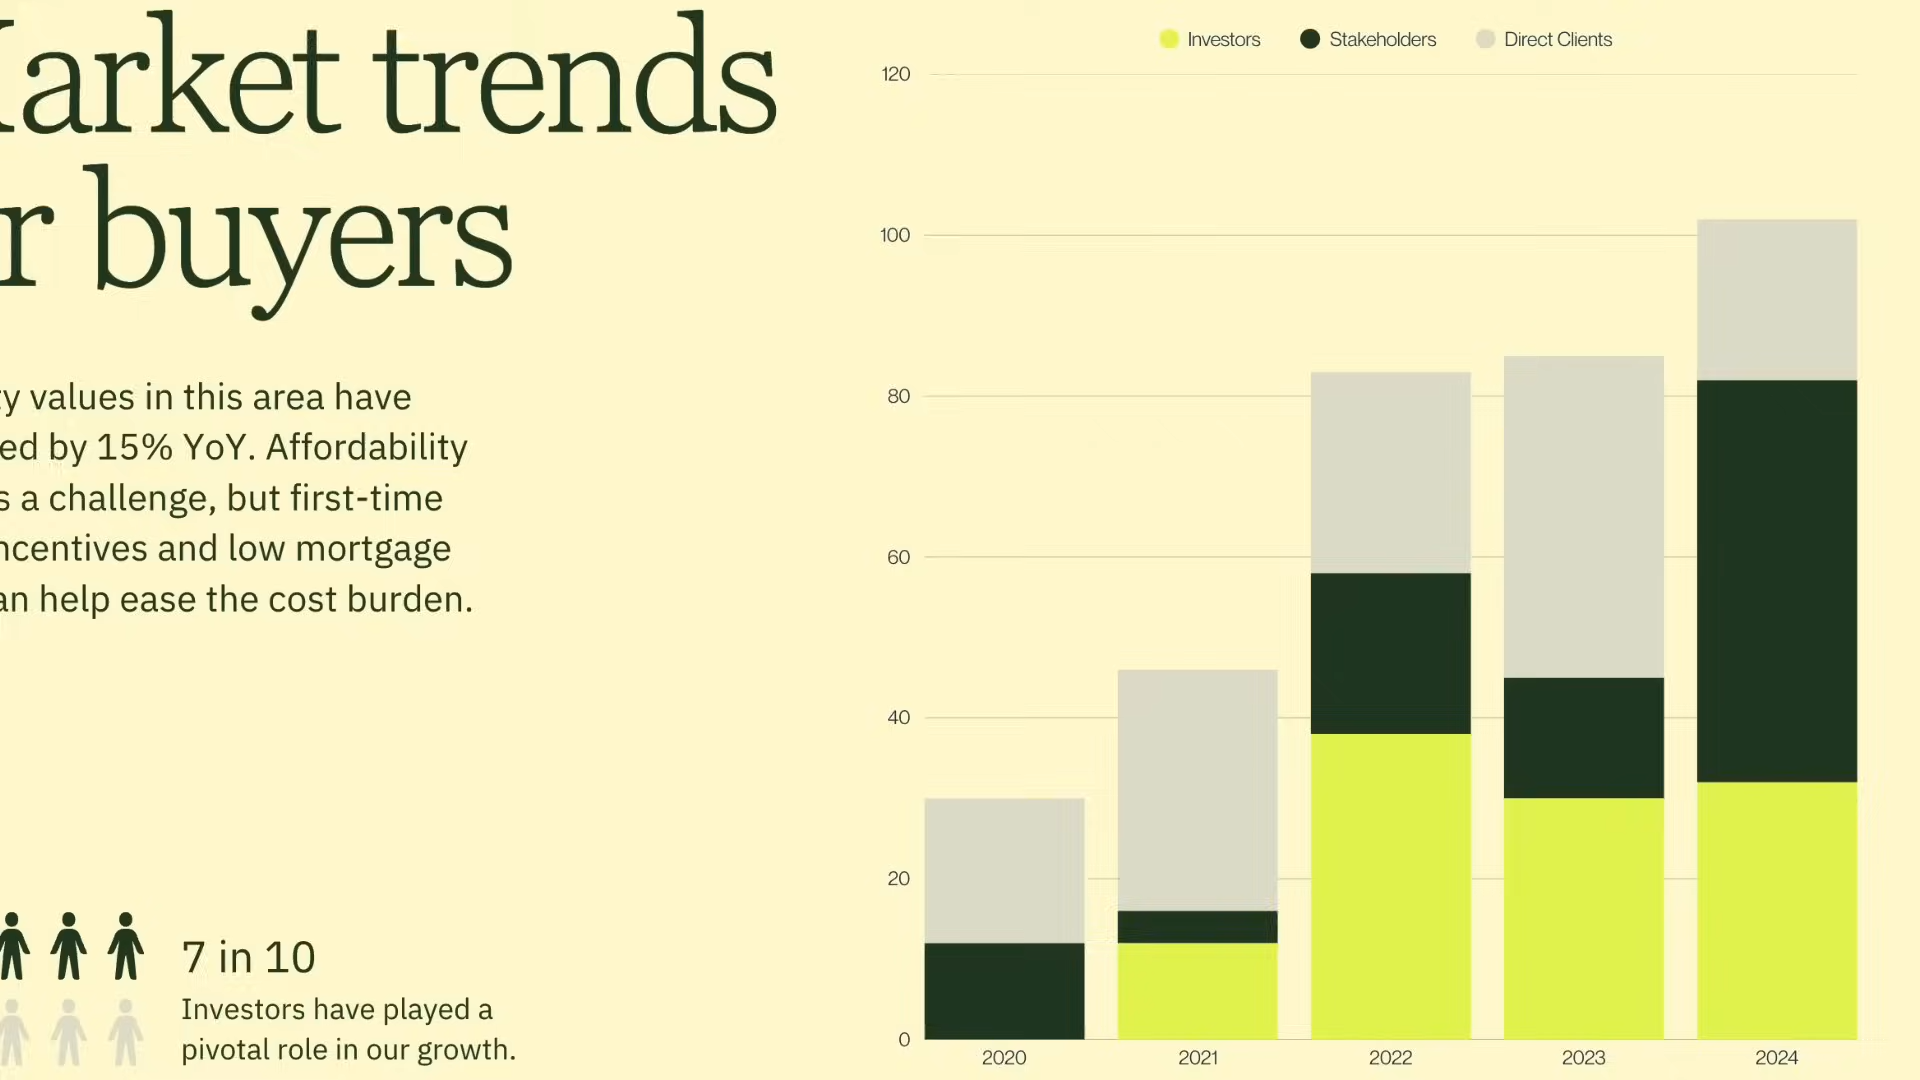 arket trends
r buyers
ty values in this area have
ed by 15% YoY. Affordability
s a challenge, but first-time
ncentives and low mortgage
an help ease the cost burden.
7 in 10
Investors have played a
pivotal role in our growth.
Investors Stakeholders Direct Clients
120
100
80
60
40
20
0
2020 2021 2022 2023 2024